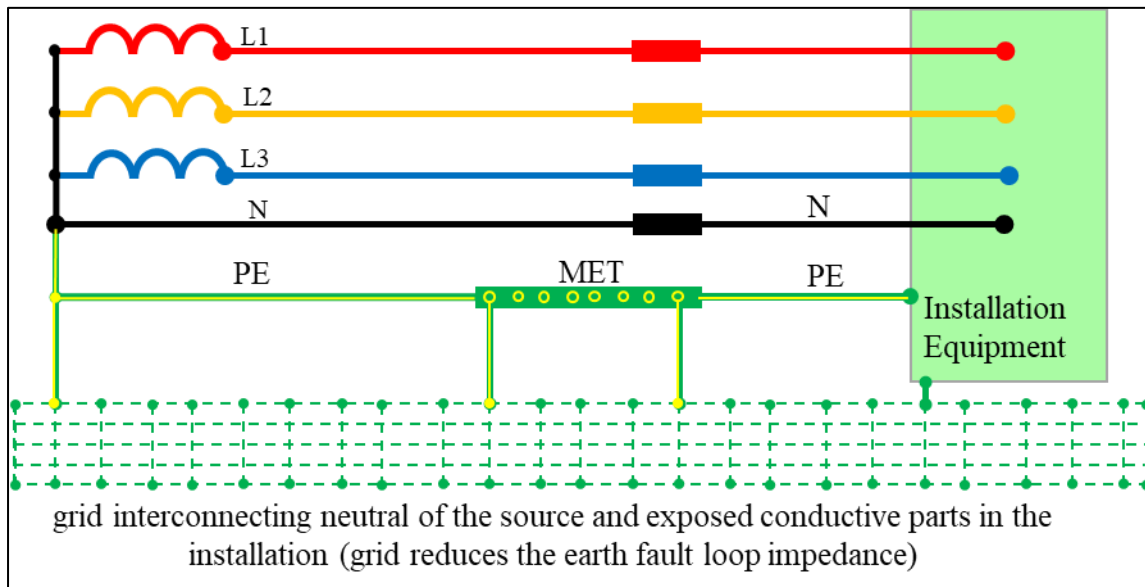 L1
L2
L3
N
N
PE
MET
PE
Installation
Equipment
grid interconnecting neutral of the source and exposed conductive parts in the
installation (grid reduces the earth fault loop impedance)